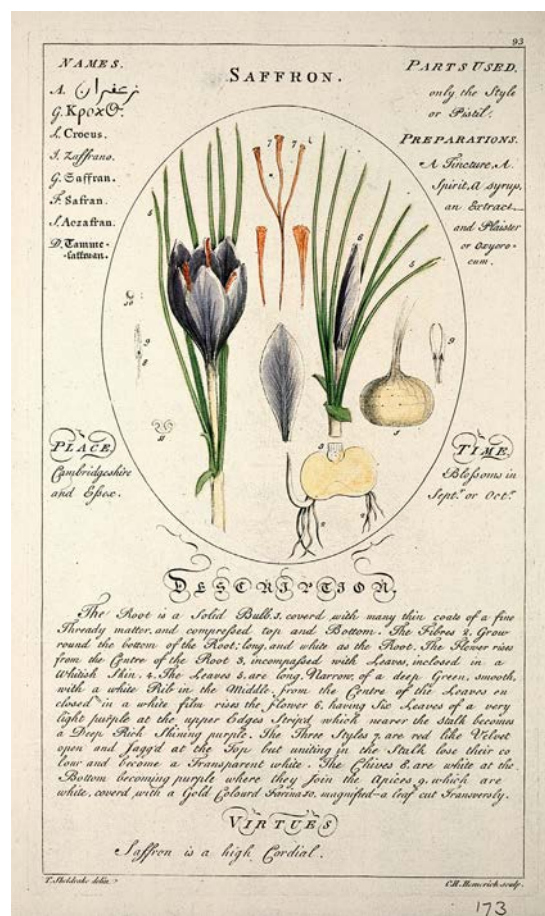 93
SAFFRON.
NAMES.
A. زعفران
G. Κροκος.
L. Crocus.
I. Zaffrano.
G. Saffran.
F. Safran.
S. Aczafran.
D. Tamme-
-saffraan.
PARTS USED.
only the Style
or Pistil.
PREPARATIONS.
A Tincture, A
Spirit, a syrup,
an Extract
and Plaister
or Oxycro-
cum.
PLACE
Cambridgeshire
and Essex.
TIME
Blossoms in
Septr. or Octr.
DESCRIPTION.
The Root is a Solid Bulb. 1. coverd with many thin coats of a fine
Thready matter, and compressed top and Bottom. The Fibres 2. Grow
round the bottom of the Root, long, and white as the Root. The Flower rises
from the Centre of the Root 3, incompassed with Leaves, inclosed in a
Whitish Skin. 4. The Leaves 5. are long, Narrow, of a deep Green, smooth,
with a white Rib in the Middle. from the Centre of the Leaves en
closed in a white film rises the flower 6, having Six Leaves of a very
light purple at the upper Edges Strip'd, which nearer the stalk becomes
a Deep Rich Shining purple. The Three Styles 7, are red like Velvet
open and Jagg'd at the Top but uniting in the Stalk lose their co
lour and become a Transparent white. The Chives 8. are white at the
Bottom becoming purple where they Join the Apices 9. which are
white, coverd with a Gold Colourd Farina 10. magnified a leaf cut Transversly.
VIRTUES
Saffron is a high Cordial.
T. Sheldrake delin.
C.H. Hemerich sculp.
173